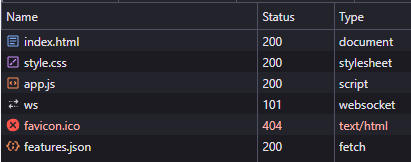 Name Status Type
index.html 200 document
style.css 200 stylesheet
app.js 200 script
ws 101 websocket
favicon.ico 404 text/html
features.json 200 fetch